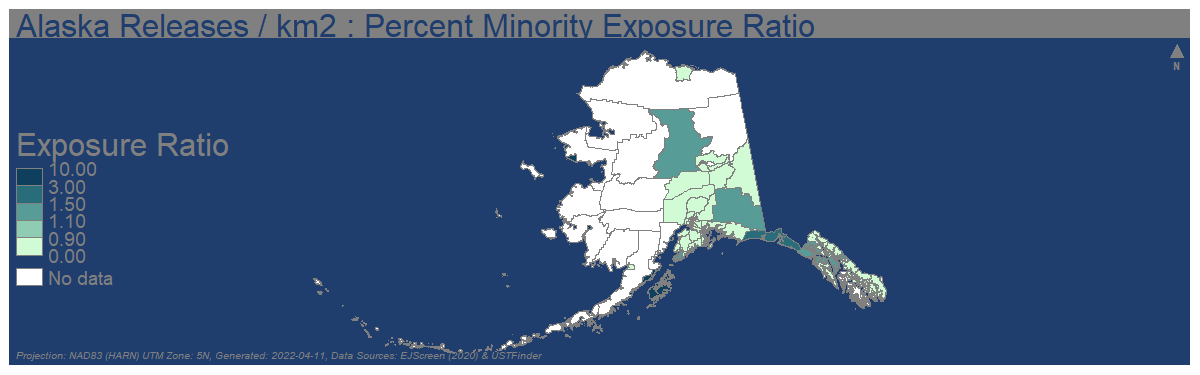 Alaska Releases / km2 : Percent Minority Exposure Ratio
N
Exposure Ratio
10.00
3.00
1.50
1.10
0.90
0.00
No data
Projection: NAD83 (HARN) UTM Zone: 5N, Generated: 2022-04-11, Data Sources: EJScreen (2020) & USTFinder